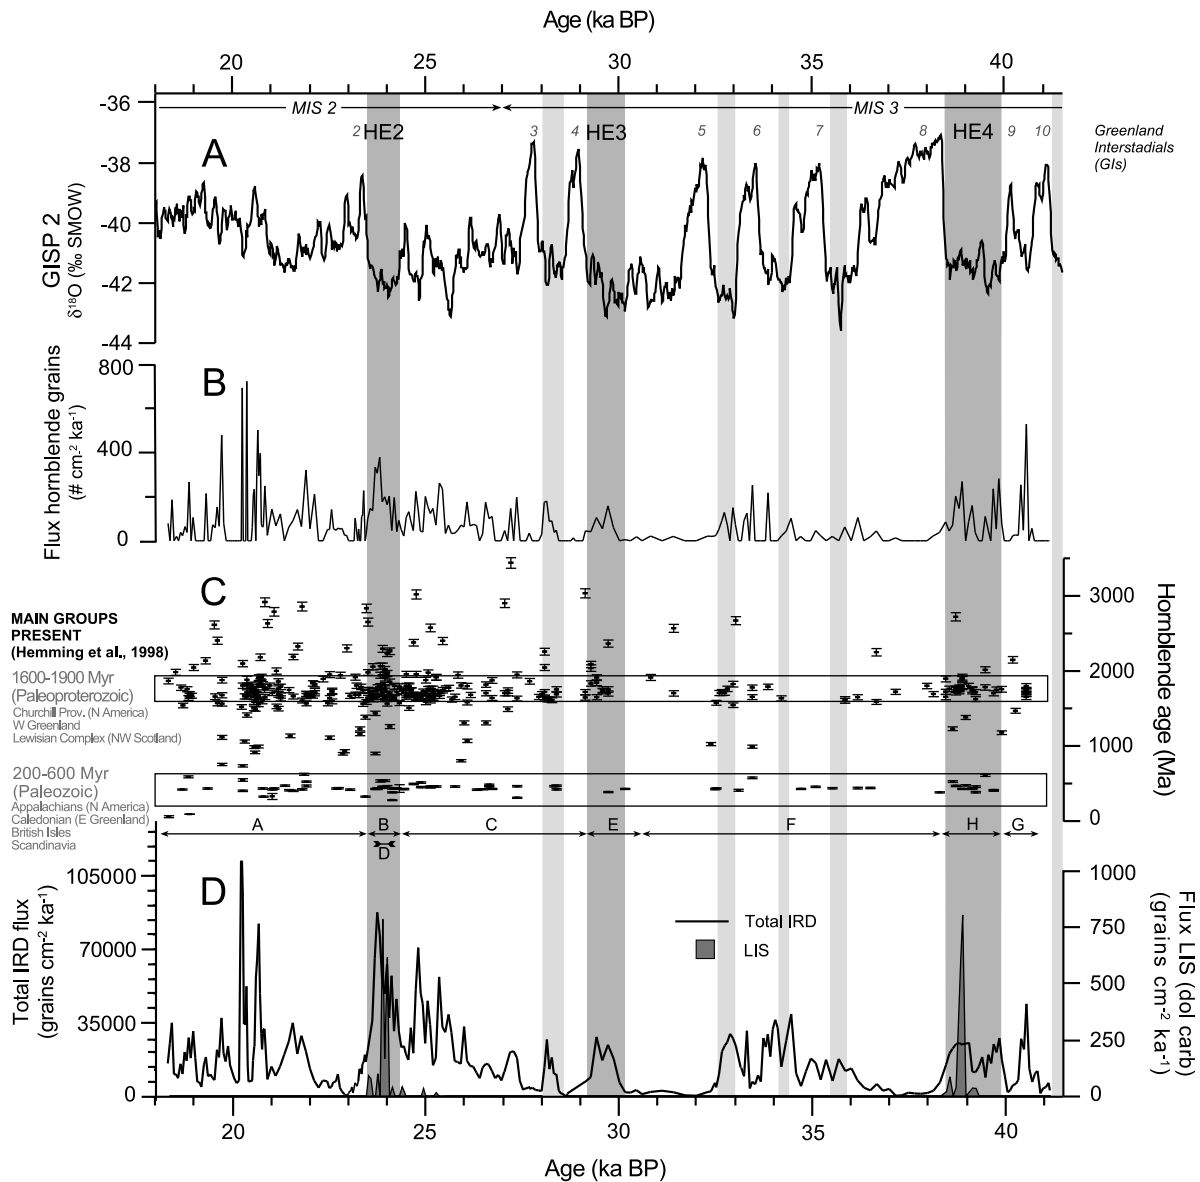 Age (ka BP)
20 25 30 35 40
-36
-38
-40
-42
-44
MIS 2
MIS 3
2 HE2 3 4 HE3 5 6 7 8 HE4 9 10
Greenland
Interstadials
(GIs)
A
GISP 2
δ¹⁸O (‰ SMOW)
800
400
0
B
Flux hornblende grains
(# cm⁻² ka⁻¹)
C
3000
2000
1000
0
Hornblende age (Ma)
MAIN GROUPS
PRESENT
(Hemming et al., 1998)
1600-1900 Myr
(Paleoproterozoic)
Churchill Prov. (N America)
W Greenland
Lewisian Complex (NW Scotland)
200-600 Myr
(Paleozoic)
Appalachians (N America)
Caledonian (E Greenland)
British Isles
Scandinavia
A B C E F H G
D
D
105000
70000
35000
0
Total IRD flux
(grains cm⁻² ka⁻¹)
Total IRD
LIS
1000
750
500
250
0
Flux LIS (dol carb)
(grains cm⁻² ka⁻¹)
20 25 30 35 40
Age (ka BP)